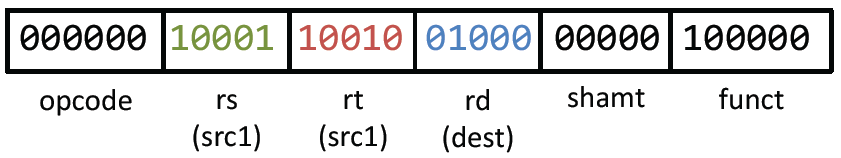 000000 10001 10010 01000 00000 100000
opcode rs rt rd shamt funct
(src1) (src1) (dest)